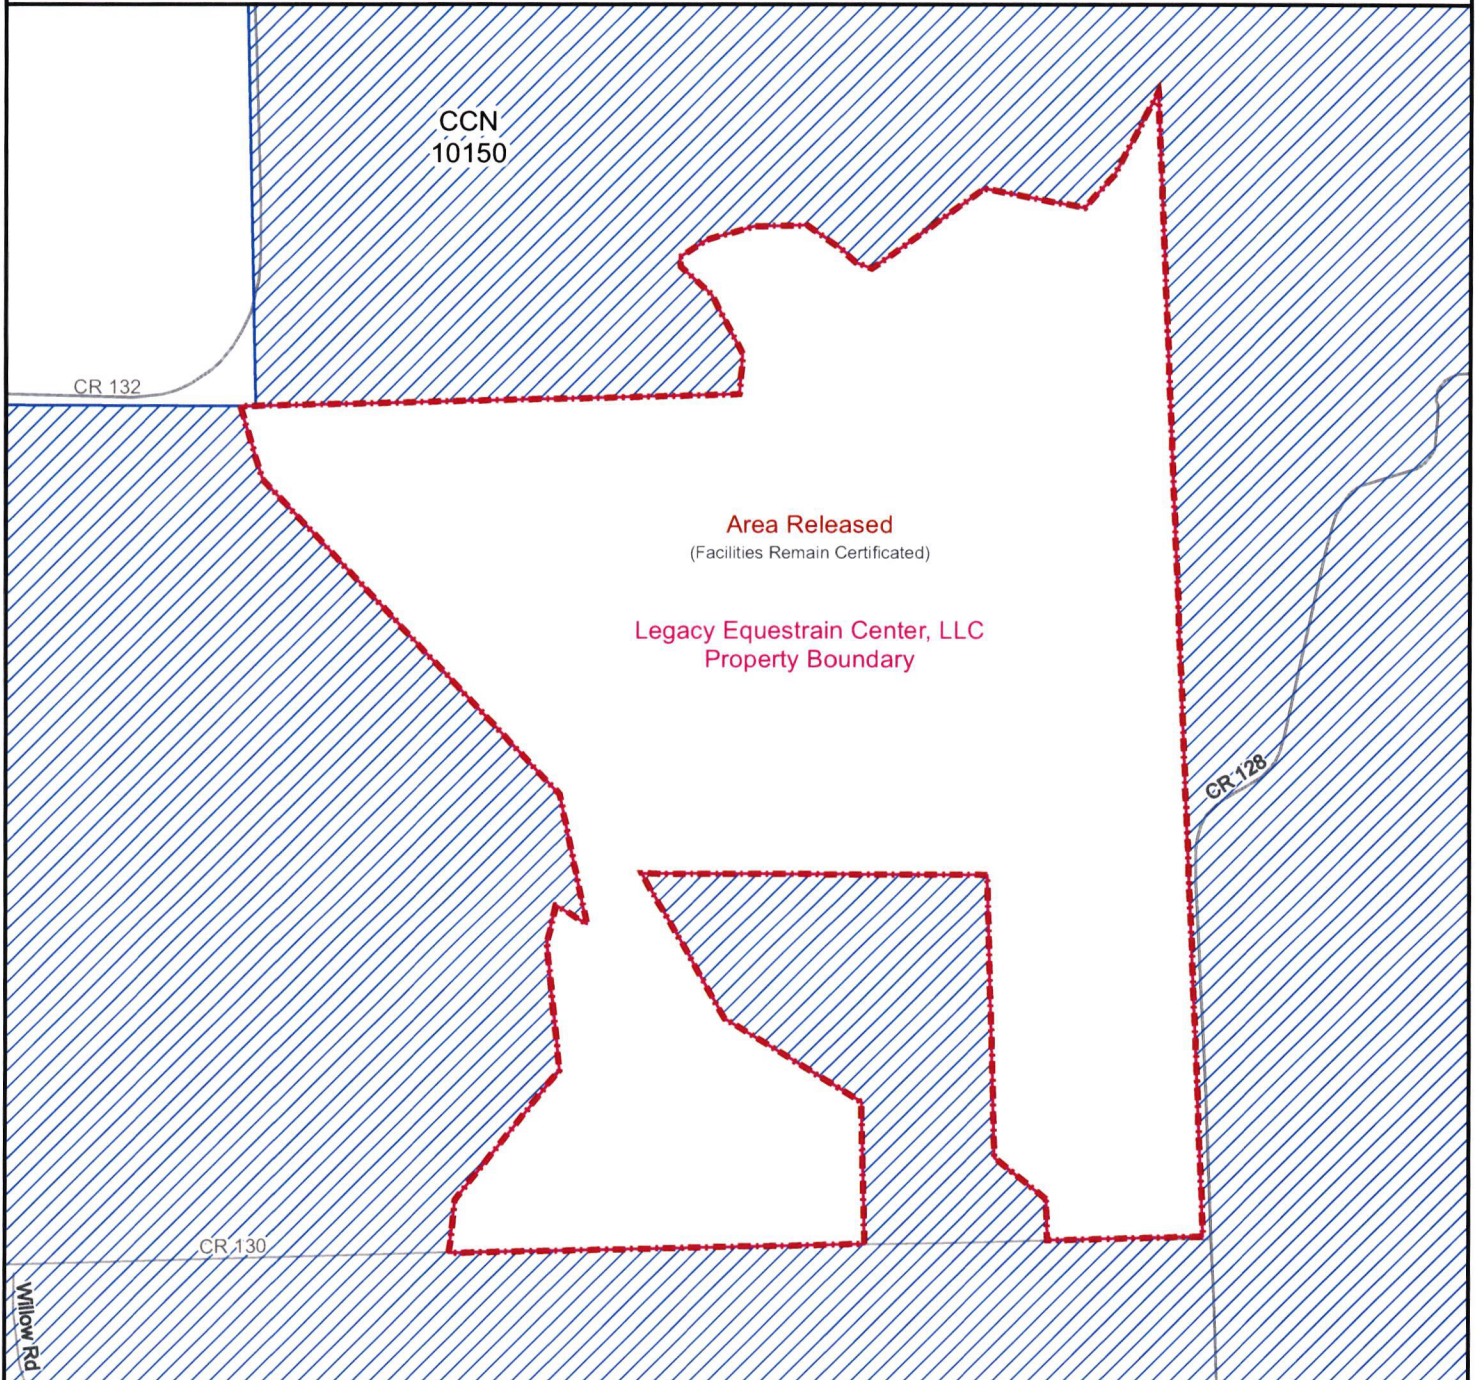 CCN
10150
CR 132
Area Released
(Facilities Remain Certificated)
Legacy Equestrain Center, LLC
Property Boundary
CR 128
CR 130
Willow Rd